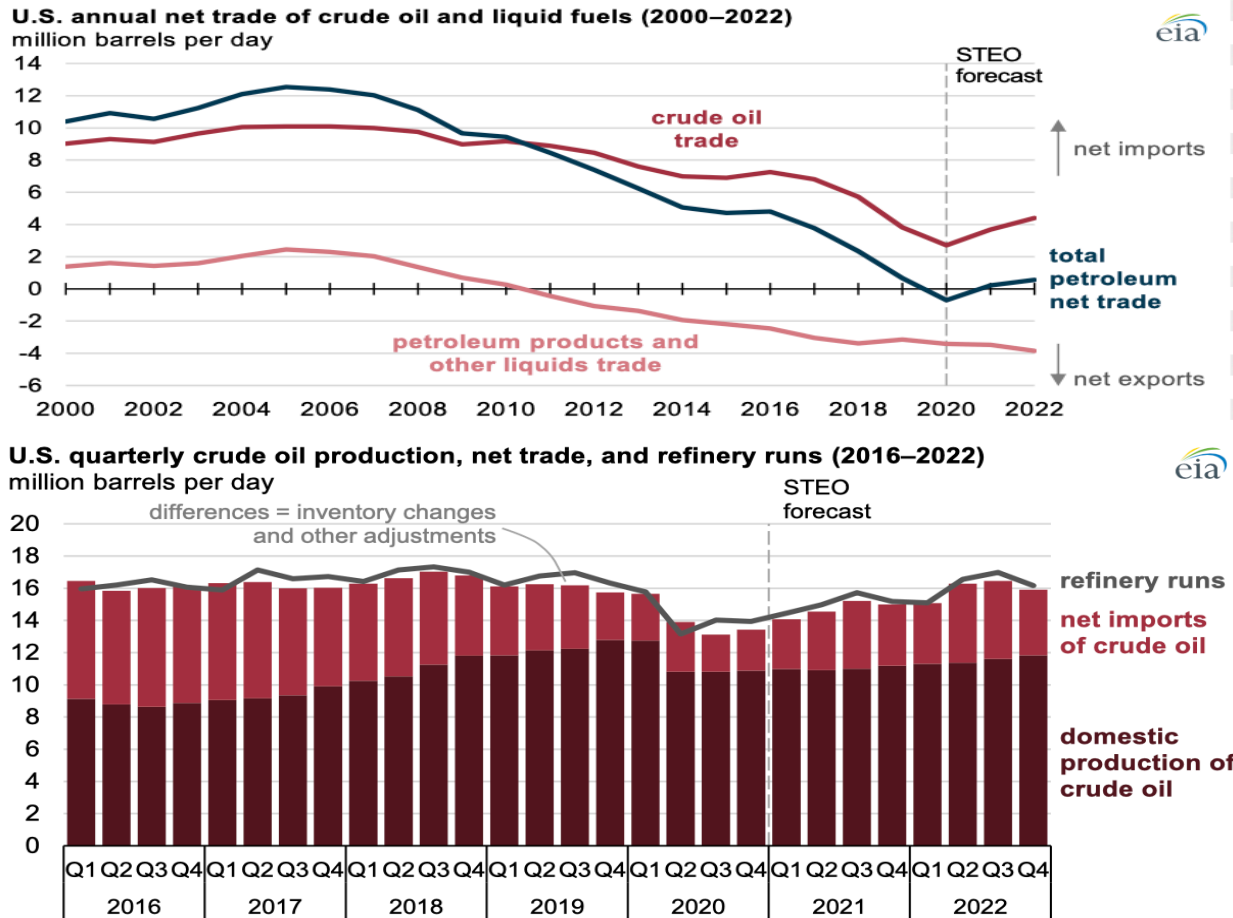 U.S. annual net trade of crude oil and liquid fuels (2000–2022)
million barrels per day
eia
STEO
forecast
14
12
10
8
6
4
2
0
-2
-4
-6
crude oil
trade
net imports
total
petroleum
net trade
petroleum products and
other liquids trade
net exports
2000 2002 2004 2006 2008 2010 2012 2014 2016 2018 2020 2022
U.S. quarterly crude oil production, net trade, and refinery runs (2016–2022)
million barrels per day
eia
STEO
forecast
differences = inventory changes
and other adjustments
20
18
16
14
12
10
8
6
4
2
0
refinery runs
net imports
of crude oil
domestic
production of
crude oil
Q1 Q2 Q3 Q4 Q1 Q2 Q3 Q4 Q1 Q2 Q3 Q4 Q1 Q2 Q3 Q4 Q1 Q2 Q3 Q4 Q1 Q2 Q3 Q4 Q1 Q2 Q3 Q4
2016 2017 2018 2019 2020 2021 2022